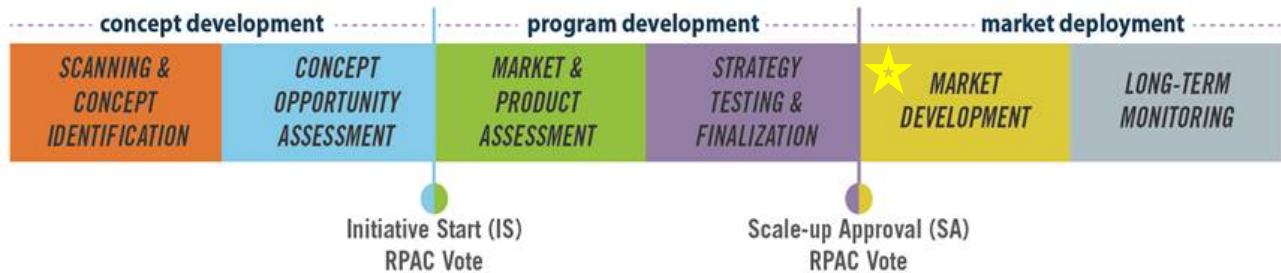 concept development
program development
market deployment
SCANNING &
CONCEPT
IDENTIFICATION
CONCEPT
OPPORTUNITY
ASSESSMENT
MARKET &
PRODUCT
ASSESSMENT
STRATEGY
TESTING &
FINALIZATION
MARKET
DEVELOPMENT
LONG-TERM
MONITORING
Initiative Start (IS)
RPAC Vote
Scale-up Approval (SA)
RPAC Vote